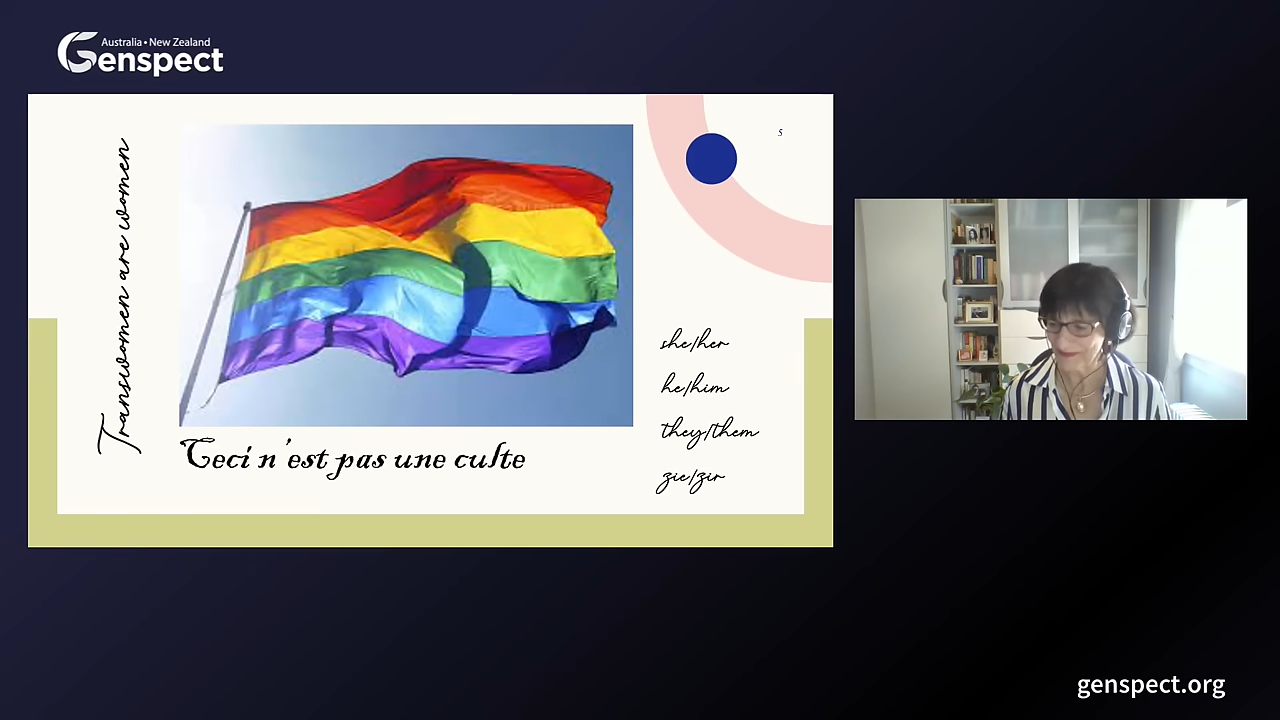 Australia • New Zealand
Genspect
Transwomen are women
5
she/her
he/him
they/them
zie/zir
Ceci n'est pas une culte
genspect.org